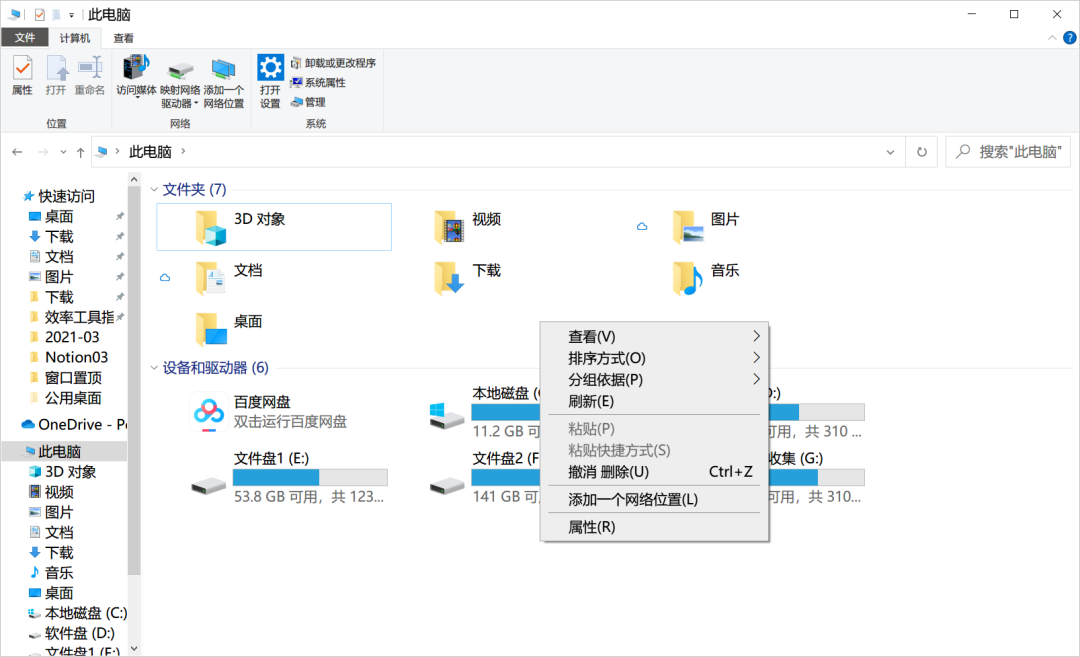 此电脑
文件
计算机
查看
属性
打开
重命名
访问媒体
映射网络
驱动器
添加一个
网络位置
打开
设置
卸载或更改程序
系统属性
管理
位置
网络
系统
此电脑
搜索"此电脑"
快速访问
桌面
下载
文档
图片
下载
效率工具指
2021-03
Notion03
窗口置顶
公用桌面
OneDrive - Pe
此电脑
3D 对象
视频
图片
文档
下载
音乐
桌面
本地磁盘 (C:)
软件盘 (D:)
文件盘1 (E:)
文件夹 (7)
3D 对象
视频
图片
文档
下载
音乐
桌面
设备和驱动器 (6)
百度网盘
双击运行百度网盘
本地磁盘 (
11.2 GB 可
D:)
可用，共 310 ...
文件盘1 (E:)
53.8 GB 可用，共 123...
文件盘2 (F
141 GB 可
收集 (G:)
可用，共 310...
查看(V)
排序方式(O)
分组依据(P)
刷新(E)
粘贴(P)
粘贴快捷方式(S)
撤消 删除(U) Ctrl+Z
添加一个网络位置(L)
属性(R)